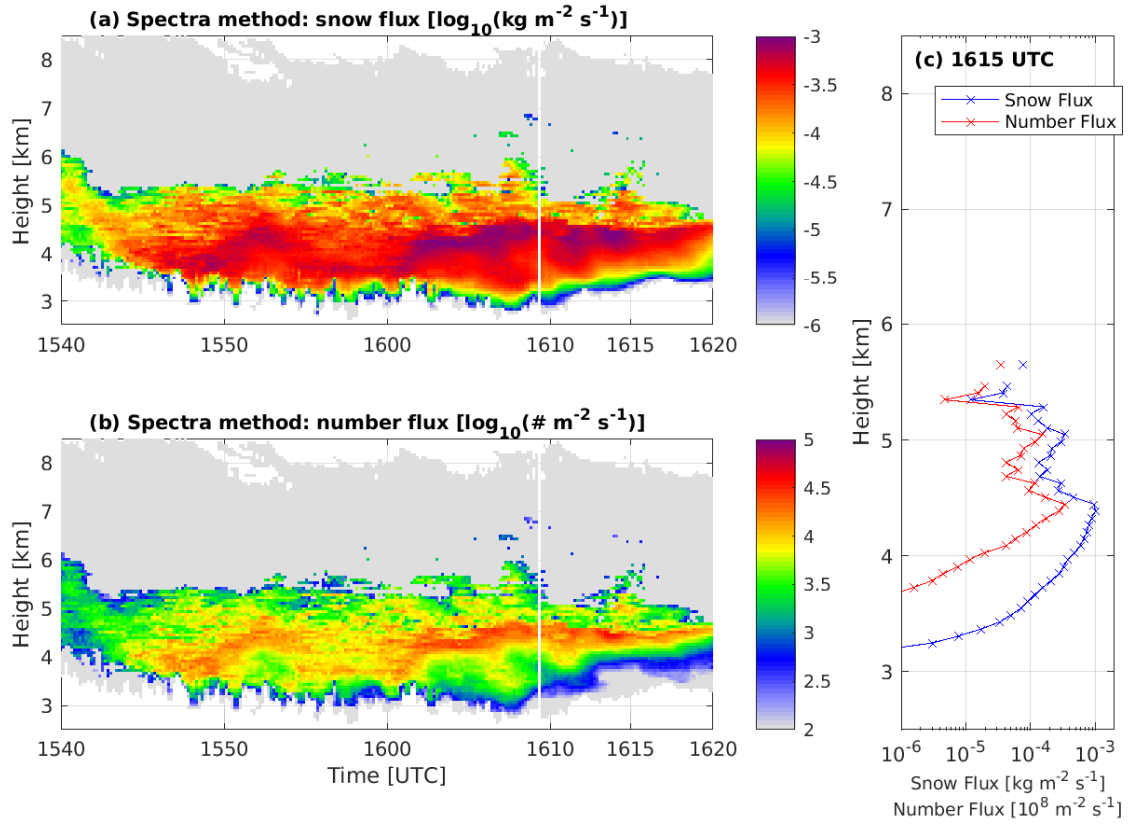 (a) Spectra method: snow flux [log10(kg m-2 s-1)]
Height [km]
8
7
6
5
4
3
1540 1550 1600 1610 1615 1620
-3
-3.5
-4
-4.5
-5
-5.5
-6
(b) Spectra method: number flux [log10(# m-2 s-1)]
Height [km]
8
7
6
5
4
3
1540 1550 1600 1610 1615 1620
Time [UTC]
5
4.5
4
3.5
3
2.5
2
(c) 1615 UTC
Snow Flux
Number Flux
Height [km]
8
7
6
5
4
3
10-6 10-5 10-4 10-3
Snow Flux [kg m-2 s-1]
Number Flux [108 m-2 s-1]